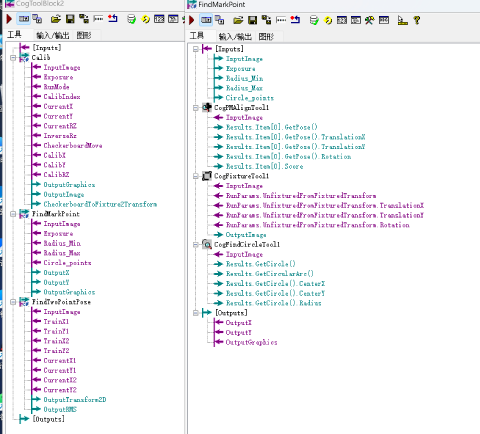 CogToolBlock2
工具 输入/输出 图形
[Inputs]
Calib
InputImage
Exposure
RunMode
CalibIndex
CurrentX
CurrentY
CurrentRZ
InverseRz
CheckerboardMove
CalibX
CalibY
CalibRZ
OutputGraphics
OutputImage
CheckerboardToFixture2Transform
FindMarkPoint
InputImage
Exposure
Radius_Min
Radius_Max
Circle_points
OutputX
OutputY
OutputGraphics
FindTwoPointPose
InputImage
TrainX1
TrainY1
TrainX2
TrainY2
CurrentX1
CurrentY1
CurrentX2
CurrentY2
OutputTransform2D
OutputRMS
[Outputs]
FindMarkPoint
工具 输入/输出 图形
[Inputs]
InputImage
Exposure
Radius_Min
Radius_Max
Circle_points
CogPMAlignTool1
InputImage
Results.Item[0].GetPose()
Results.Item[0].GetPose().TranslationX
Results.Item[0].GetPose().TranslationY
Results.Item[0].GetPose().Rotation
Results.Item[0].Score
CogFixtureTool1
InputImage
RunParams.UnfixturedFromFixturedTransform
RunParams.UnfixturedFromFixturedTransform.TranslationX
RunParams.UnfixturedFromFixturedTransform.TranslationY
RunParams.UnfixturedFromFixturedTransform.Rotation
OutputImage
CogFindCircleTool1
InputImage
Results.GetCircle()
Results.GetCircularArc()
Results.GetCircle().CenterX
Results.GetCircle().CenterY
Results.GetCircle().Radius
[Outputs]
OutputX
OutputY
OutputGraphics